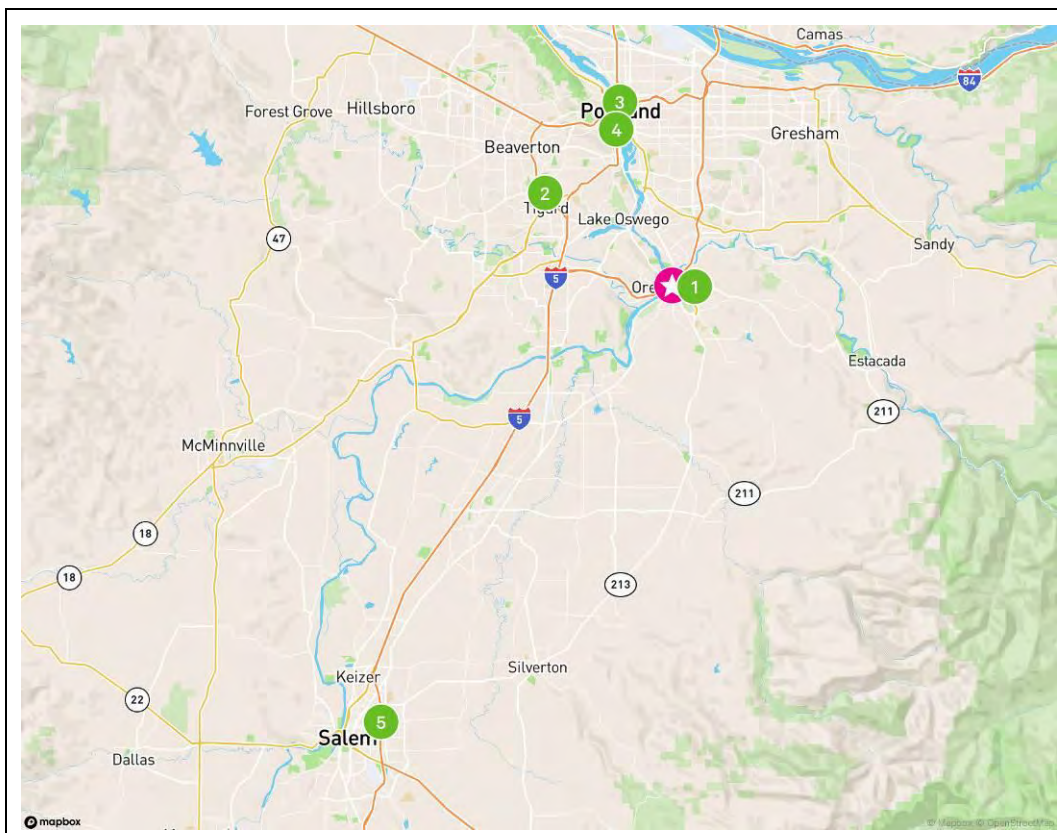 Camas
84
Forest Grove
Hillsboro
3
Portland
4
Gresham
Beaverton
2
Tigard
Lake Oswego
47
Sandy
5
Ore
1
Estacada
211
5
McMinnville
211
18
18
213
Silverton
Keizer
22
5
Salem
Dallas
mapbox
© Mapbox © OpenStreetMap